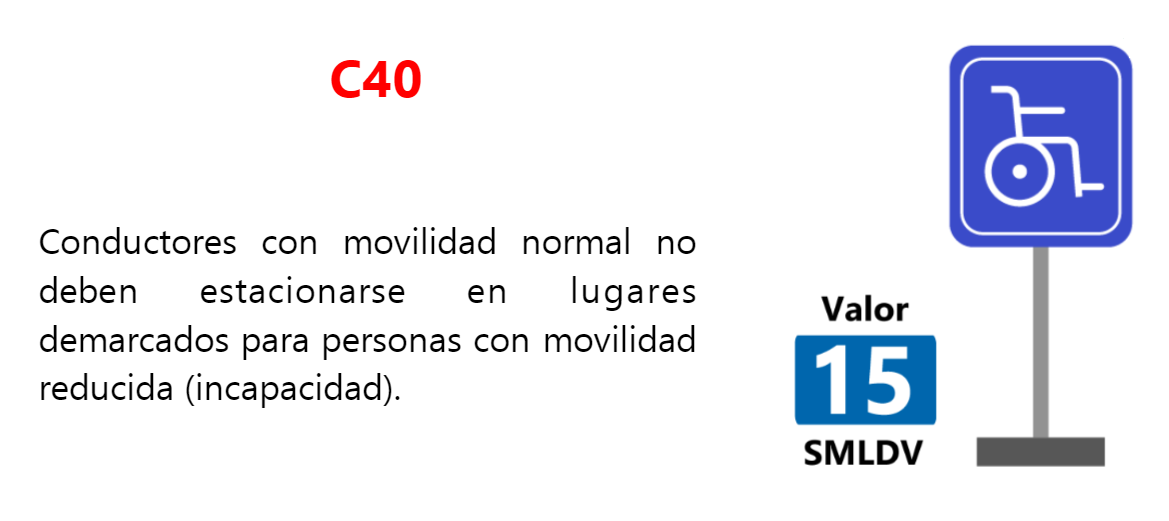 C40
Conductores con movilidad normal no
deben estacionarse en lugares
demarcados para personas con movilidad
reducida (incapacidad).
Valor
15
SMLDV